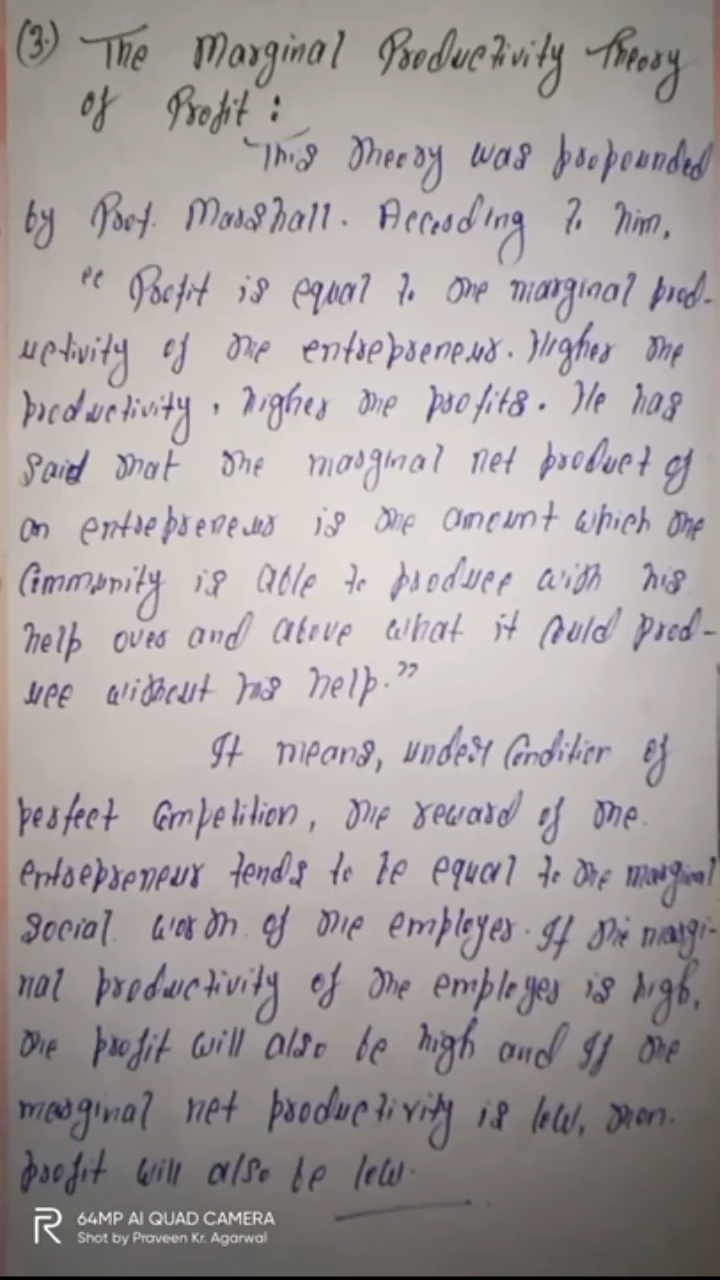 (3.) The Marginal Productivity Theory
of Profit :
This theory was propounded
by Prof. Marshall. According to him,
"Profit is equal to the marginal prod-
uctivity of the entrepreneur. Higher the
productivity, higher the profits. He has
said that the marginal net product of
an entrepreneur is the amount which the
Community is able to produce with his
help over and above what it Could prod-
uce without his help."
It means, under Condition of
perfect Competition, the reward of the
entrepreneur tends to be equal to the marginal
Social worth of the employer. If the margi-
nal productivity of the employer is high,
the profit will also be high and If the
marginal net productivity is low, then
profit will also be low.
64MP AI QUAD CAMERA
Shot by Praveen Kr. Agarwal